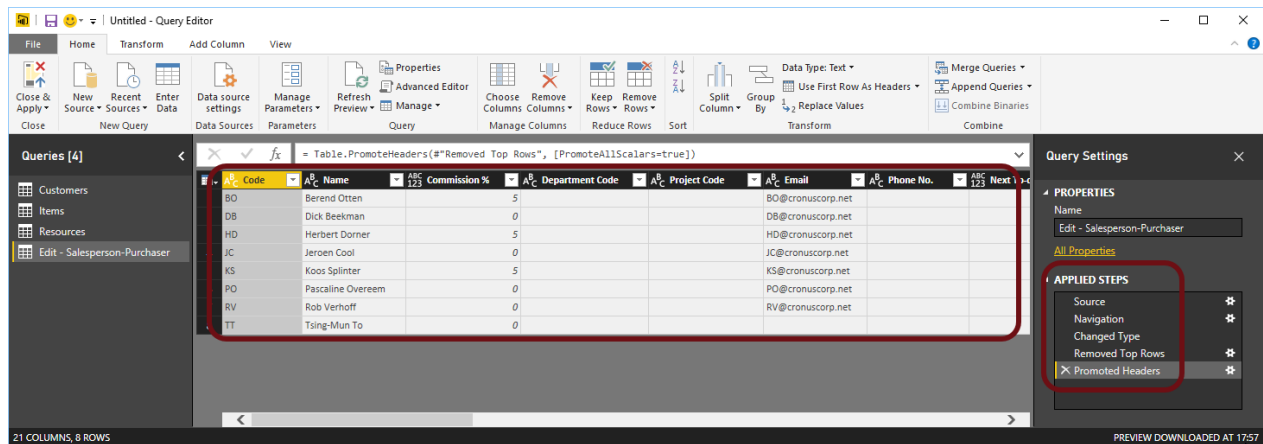 Untitled - Query Editor
File Home Transform Add Column View
Close & Apply New Source Recent Sources Enter Data Data source settings Manage Parameters Refresh Preview Properties Advanced Editor Manage Choose Columns Remove Columns Keep Rows Remove Rows Split Column Group By Data Type: Text Use First Row As Headers Replace Values Merge Queries Append Queries Combine Binaries
Close New Query Data Sources Parameters Query Manage Columns Reduce Rows Sort Transform Combine
Queries [4]
Customers
Items
Resources
Edit - Salesperson-Purchaser
= Table.PromoteHeaders(#"Removed Top Rows", [PromoteAllScalars=true])
Code Name Commission % Department Code Project Code Email Phone No.
BO Berend Otten 5 BO@cronuscorp.net
DB Dick Beekman 0 DB@cronuscorp.net
HD Herbert Dorner 5 HD@cronuscorp.net
JC Jeroen Cool 0 JC@cronuscorp.net
KS Koos Splinter 5 KS@cronuscorp.net
PO Pascaline Overeem 0 PO@cronuscorp.net
RV Rob Verhoff 0 RV@cronuscorp.net
TT Tsing-Mun To 0
Query Settings
PROPERTIES
Name
Edit - Salesperson-Purchaser
All Properties
APPLIED STEPS
Source
Navigation
Changed Type
Removed Top Rows
Promoted Headers
21 COLUMNS, 8 ROWS
PREVIEW DOWNLOADED AT 17:57